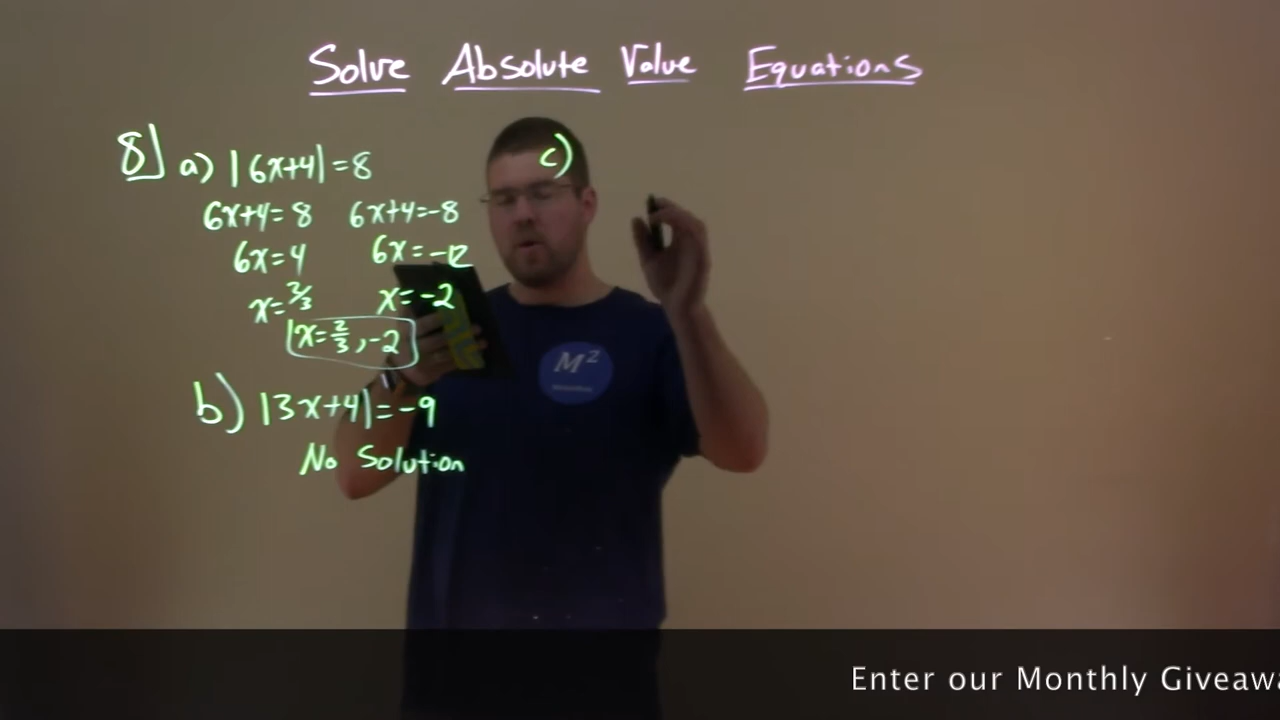 Solve Absolute Value Equations
8] a) |6x+4|=8
6x+4=8 6x+4=-8
6x=4 6x=-12
x=2/3 x=-2
|x=2/3,-2
b) |3x+4|=-9
No Solution
c)
M²
Enter our Monthly Giveaw